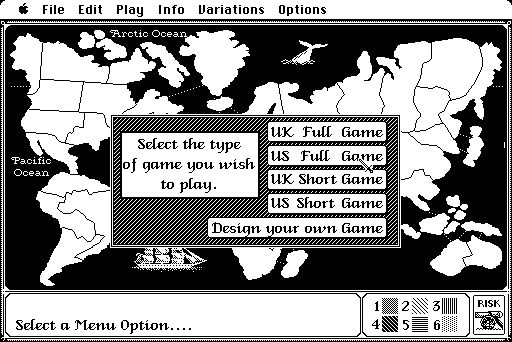 File Edit Play Info Variations Options
Arctic Ocean
Pacific
Ocean
Select the type
of game you wish
to play.
UK Full Game
US Full Game
UK Short Game
US Short Game
Design your own Game
Select a Menu Option....
1 2 3
4 5 6
RISK